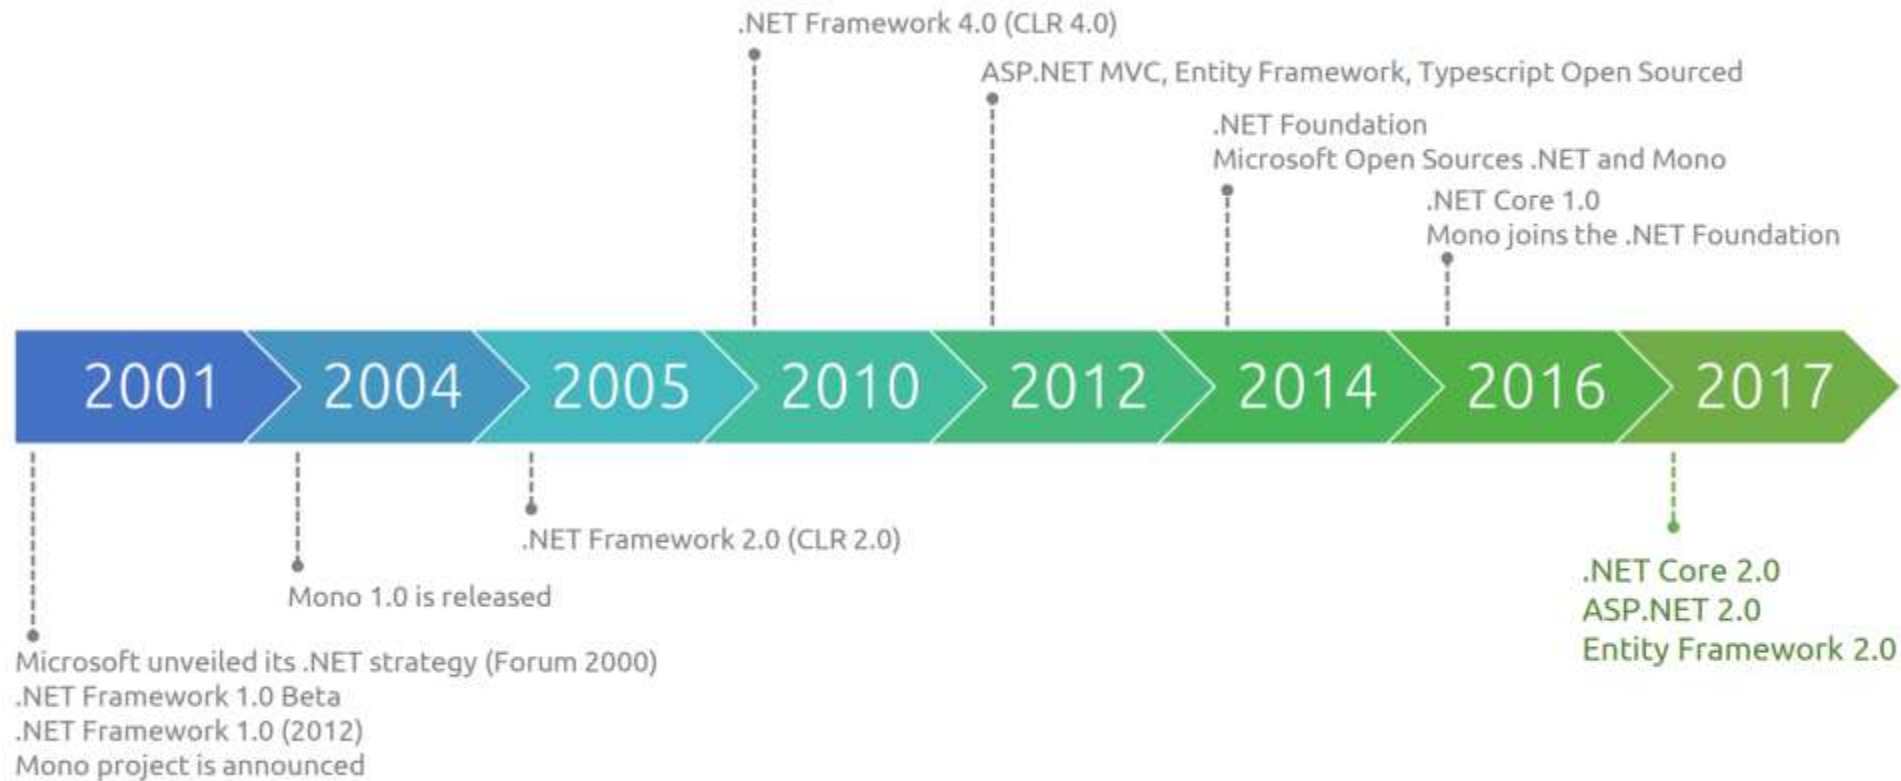 .NET Framework 4.0 (CLR 4.0)
ASP.NET MVC, Entity Framework, Typescript Open Sourced
.NET Foundation
Microsoft Open Sources .NET and Mono
.NET Core 1.0
Mono joins the .NET Foundation
2001 2004 2005 2010 2012 2014 2016 2017
.NET Framework 2.0 (CLR 2.0)
Mono 1.0 is released
.NET Core 2.0
ASP.NET 2.0
Entity Framework 2.0
Microsoft unveiled its .NET strategy (Forum 2000)
.NET Framework 1.0 Beta
.NET Framework 1.0 (2012)
Mono project is announced